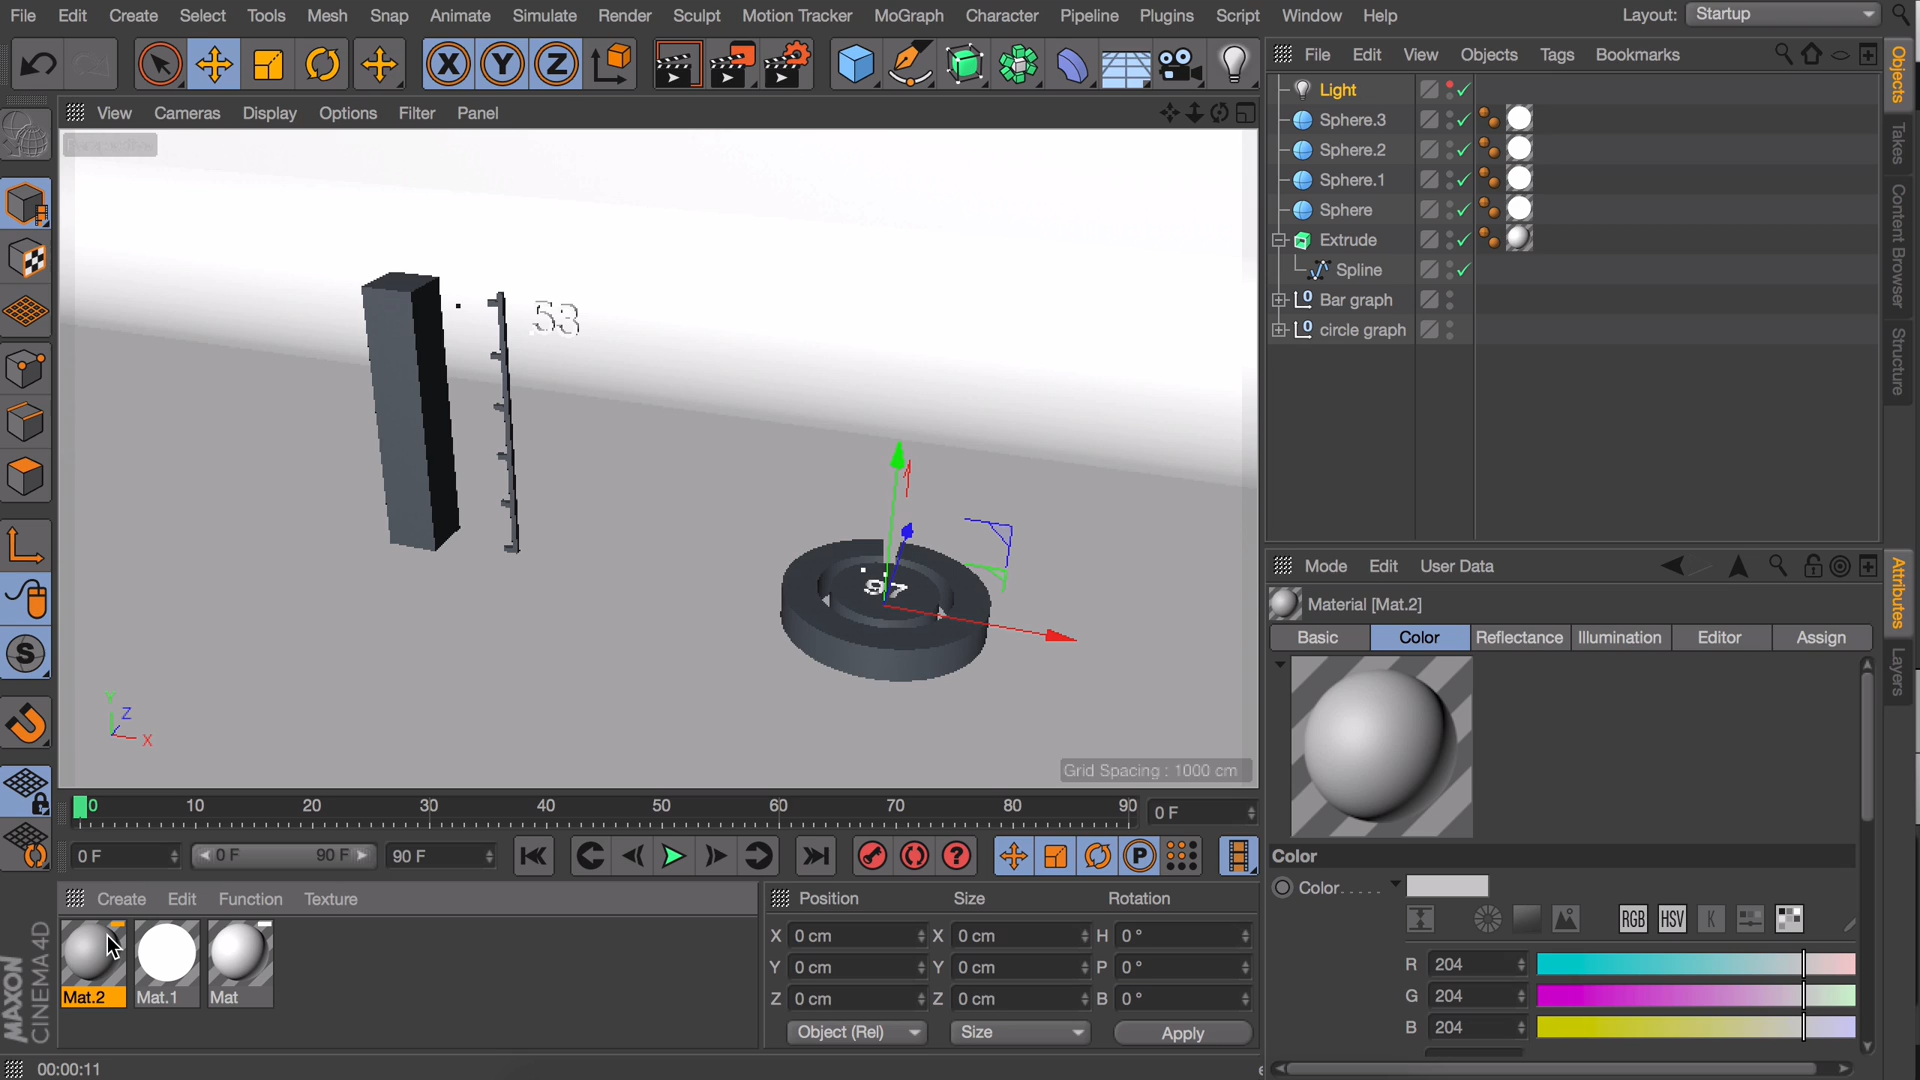 File Edit Create Select Tools Mesh Snap Animate Simulate Render Sculpt Motion Tracker MoGraph Character Pipeline Plugins Script Window Help Layout: Startup
X Y Z
File Edit View Objects Tags Bookmarks
View Cameras Display Options Filter Panel
Light
Sphere.3
Sphere.2
Sphere.1
Sphere
Extrude
Spline
0 Bar graph
0 circle graph
Objects
Takes
Content Browser
Structure
53
97
Y
Z
X
Grid Spacing : 1000 cm
S
Mode Edit User Data
Material [Mat.2]
Basic Color Reflectance Illumination Editor Assign
Attributes
Layers
Color
Color.....
RGB HSV K
R 204
G 204
B 204
0 10 20 30 40 50 60 70 80 90 0 F
0 F 0 F 90 F 90 F ? P
Create Edit Function Texture
Mat.2 Mat.1 Mat
Position Size Rotation
X 0 cm X 0 cm H 0 °
Y 0 cm Y 0 cm P 0 °
Z 0 cm Z 0 cm B 0 °
Object (Rel) Size Apply
MAXON
CINEMA 4D
00:00:11